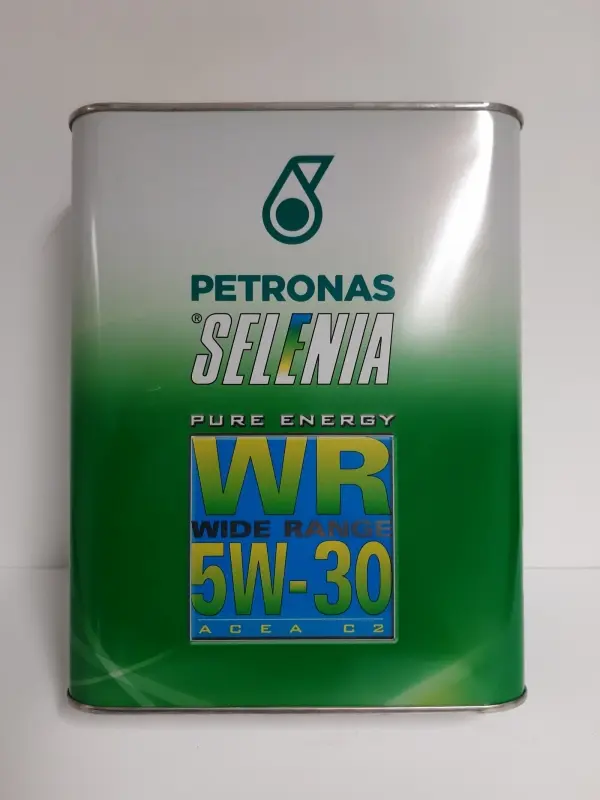 PETRONAS
® SELENIA
PURE ENERGY
WR
WIDE RANGE
5W-30
ACEA C2